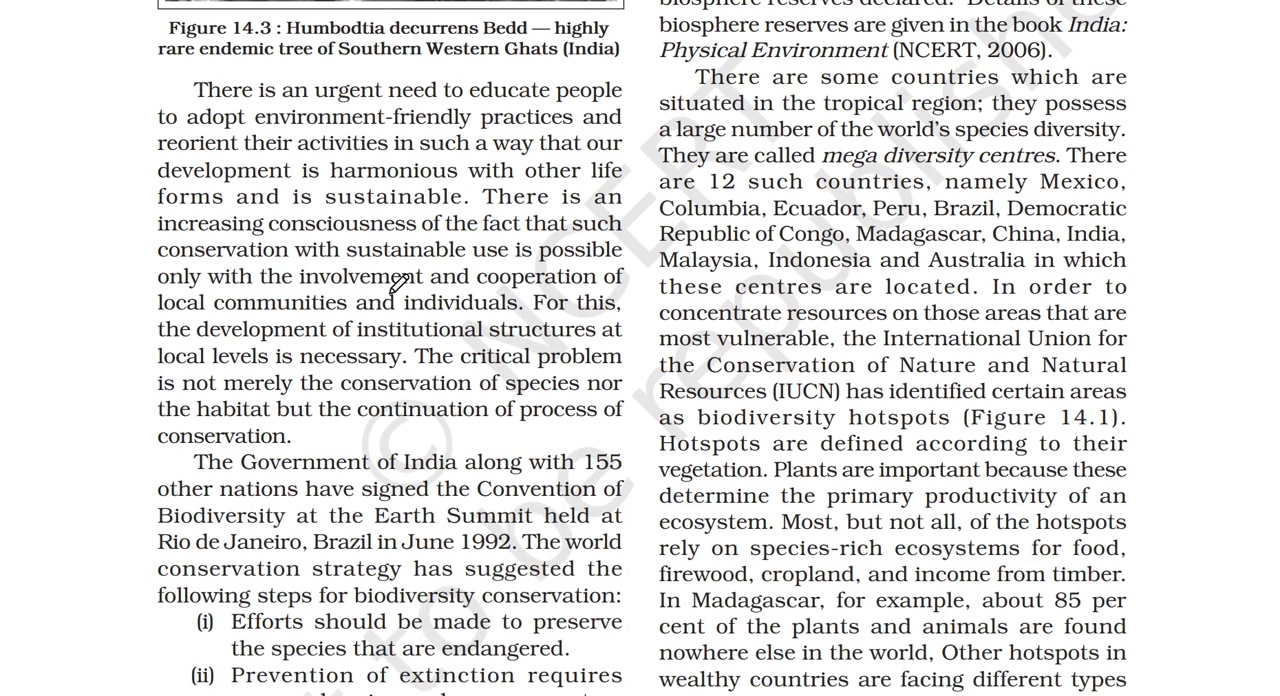 Figure 14.3 : Humbodtia decurrens Bedd — highly
rare endemic tree of Southern Western Ghats (India)
There is an urgent need to educate people
to adopt environment-friendly practices and
reorient their activities in such a way that our
development is harmonious with other life
forms and is sustainable. There is an
increasing consciousness of the fact that such
conservation with sustainable use is possible
only with the involvement and cooperation of
local communities and individuals. For this,
the development of institutional structures at
local levels is necessary. The critical problem
is not merely the conservation of species nor
the habitat but the continuation of process of
conservation.
The Government of India along with 155
other nations have signed the Convention of
Biodiversity at the Earth Summit held at
Rio de Janeiro, Brazil in June 1992. The world
conservation strategy has suggested the
following steps for biodiversity conservation:
(i) Efforts should be made to preserve
the species that are endangered.
(ii) Prevention of extinction requires
biosphere reserves are given in the book India:
Physical Environment (NCERT, 2006).
There are some countries which are
situated in the tropical region; they possess
a large number of the world's species diversity.
They are called mega diversity centres. There
are 12 such countries, namely Mexico,
Columbia, Ecuador, Peru, Brazil, Democratic
Republic of Congo, Madagascar, China, India,
Malaysia, Indonesia and Australia in which
these centres are located. In order to
concentrate resources on those areas that are
most vulnerable, the International Union for
the Conservation of Nature and Natural
Resources (IUCN) has identified certain areas
as biodiversity hotspots (Figure 14.1).
Hotspots are defined according to their
vegetation. Plants are important because these
determine the primary productivity of an
ecosystem. Most, but not all, of the hotspots
rely on species-rich ecosystems for food,
firewood, cropland, and income from timber.
In Madagascar, for example, about 85 per
cent of the plants and animals are found
nowhere else in the world, Other hotspots in
wealthy countries are facing different types
© NCERT
to be republishe